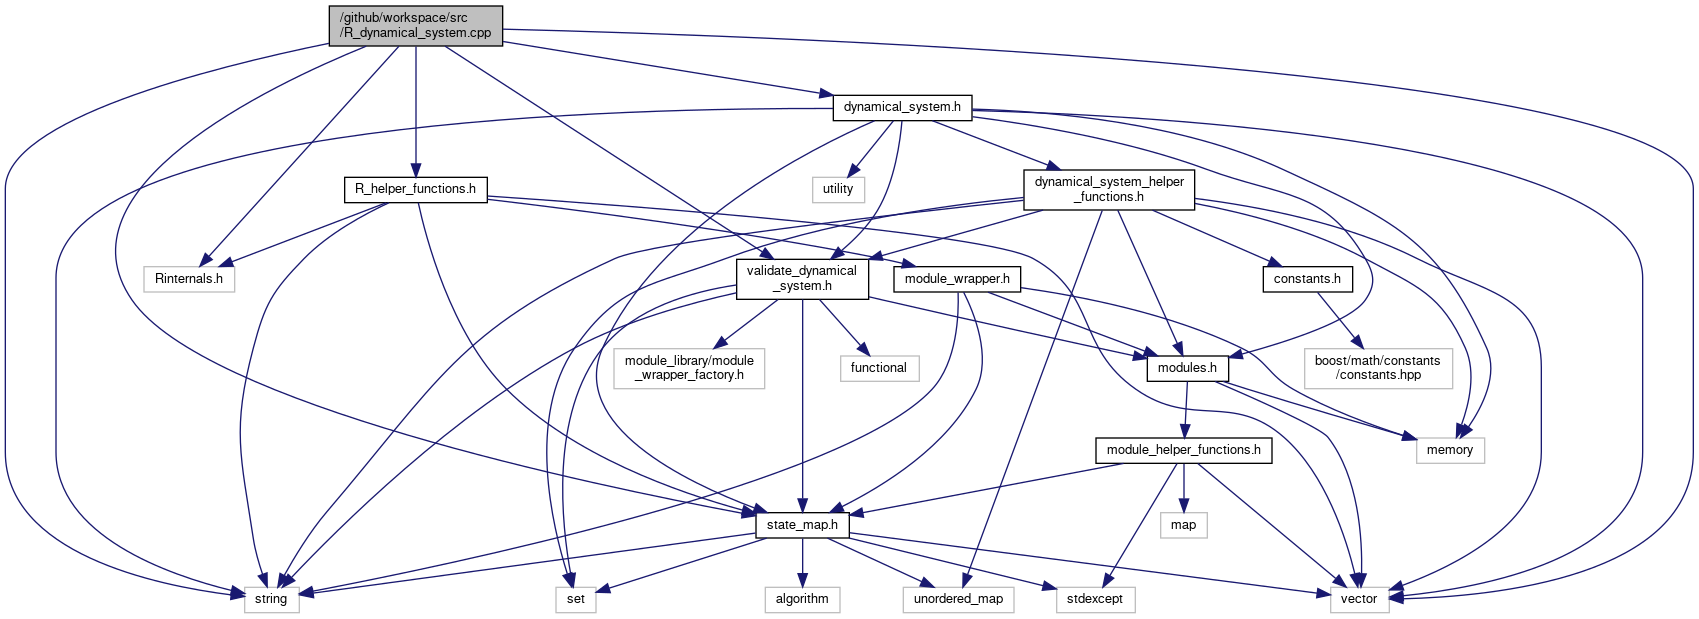 /github/workspace/src
/R_dynamical_system.cpp
dynamical_system.h
R_helper_functions.h
utility
dynamical_system_helper
_functions.h
Rinternals.h
validate_dynamical
_system.h
module_wrapper.h
constants.h
module_library/module
_wrapper_factory.h
functional
modules.h
boost/math/constants
/constants.hpp
module_helper_functions.h
memory
state_map.h
map
string
set
algorithm
unordered_map
stdexcept
vector